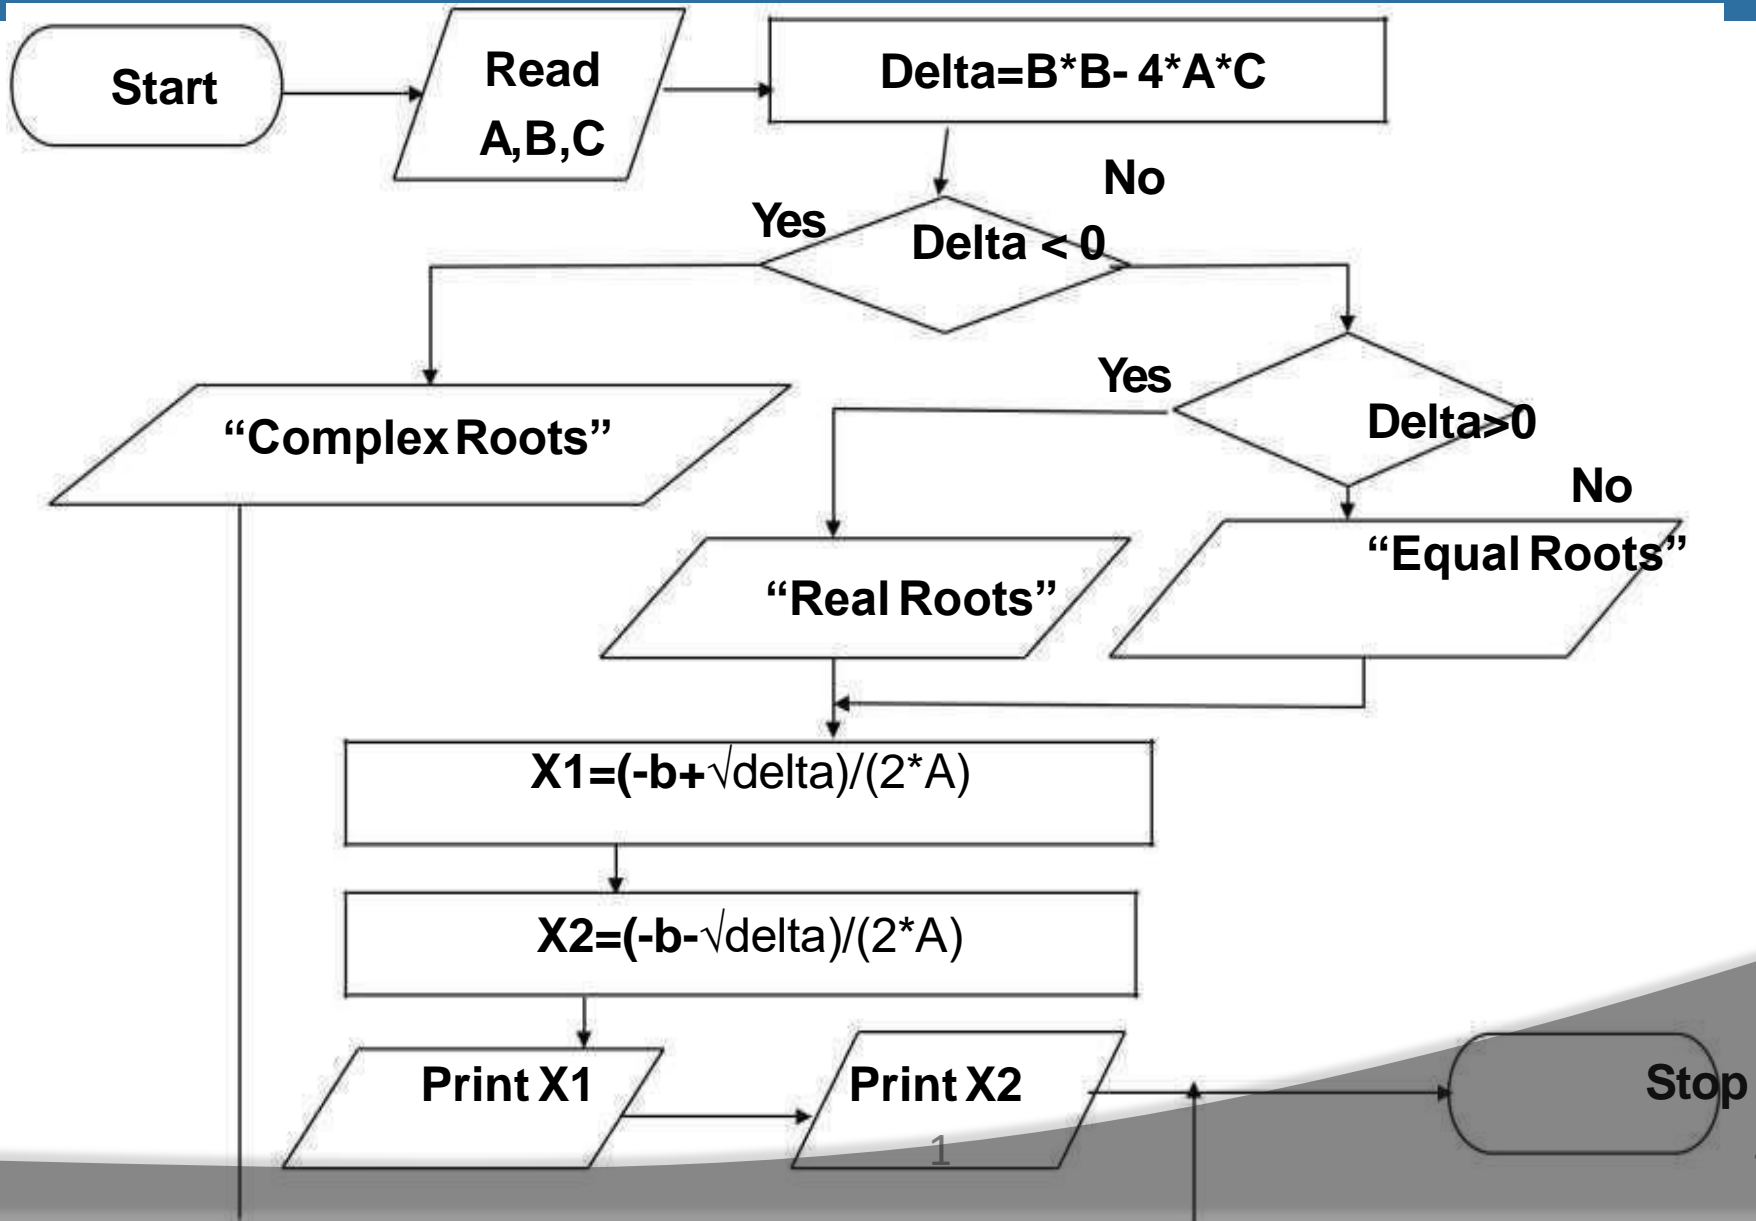 Start
Read
A,B,C
Delta=B*B- 4*A*C
No
Yes
Delta < 0
Yes
Delta>0
“Complex Roots”
No
“Equal Roots”
“Real Roots”
X1=(-b+√delta)/(2*A)
X2=(-b-√delta)/(2*A)
Print X1
Print X2
Stop
1